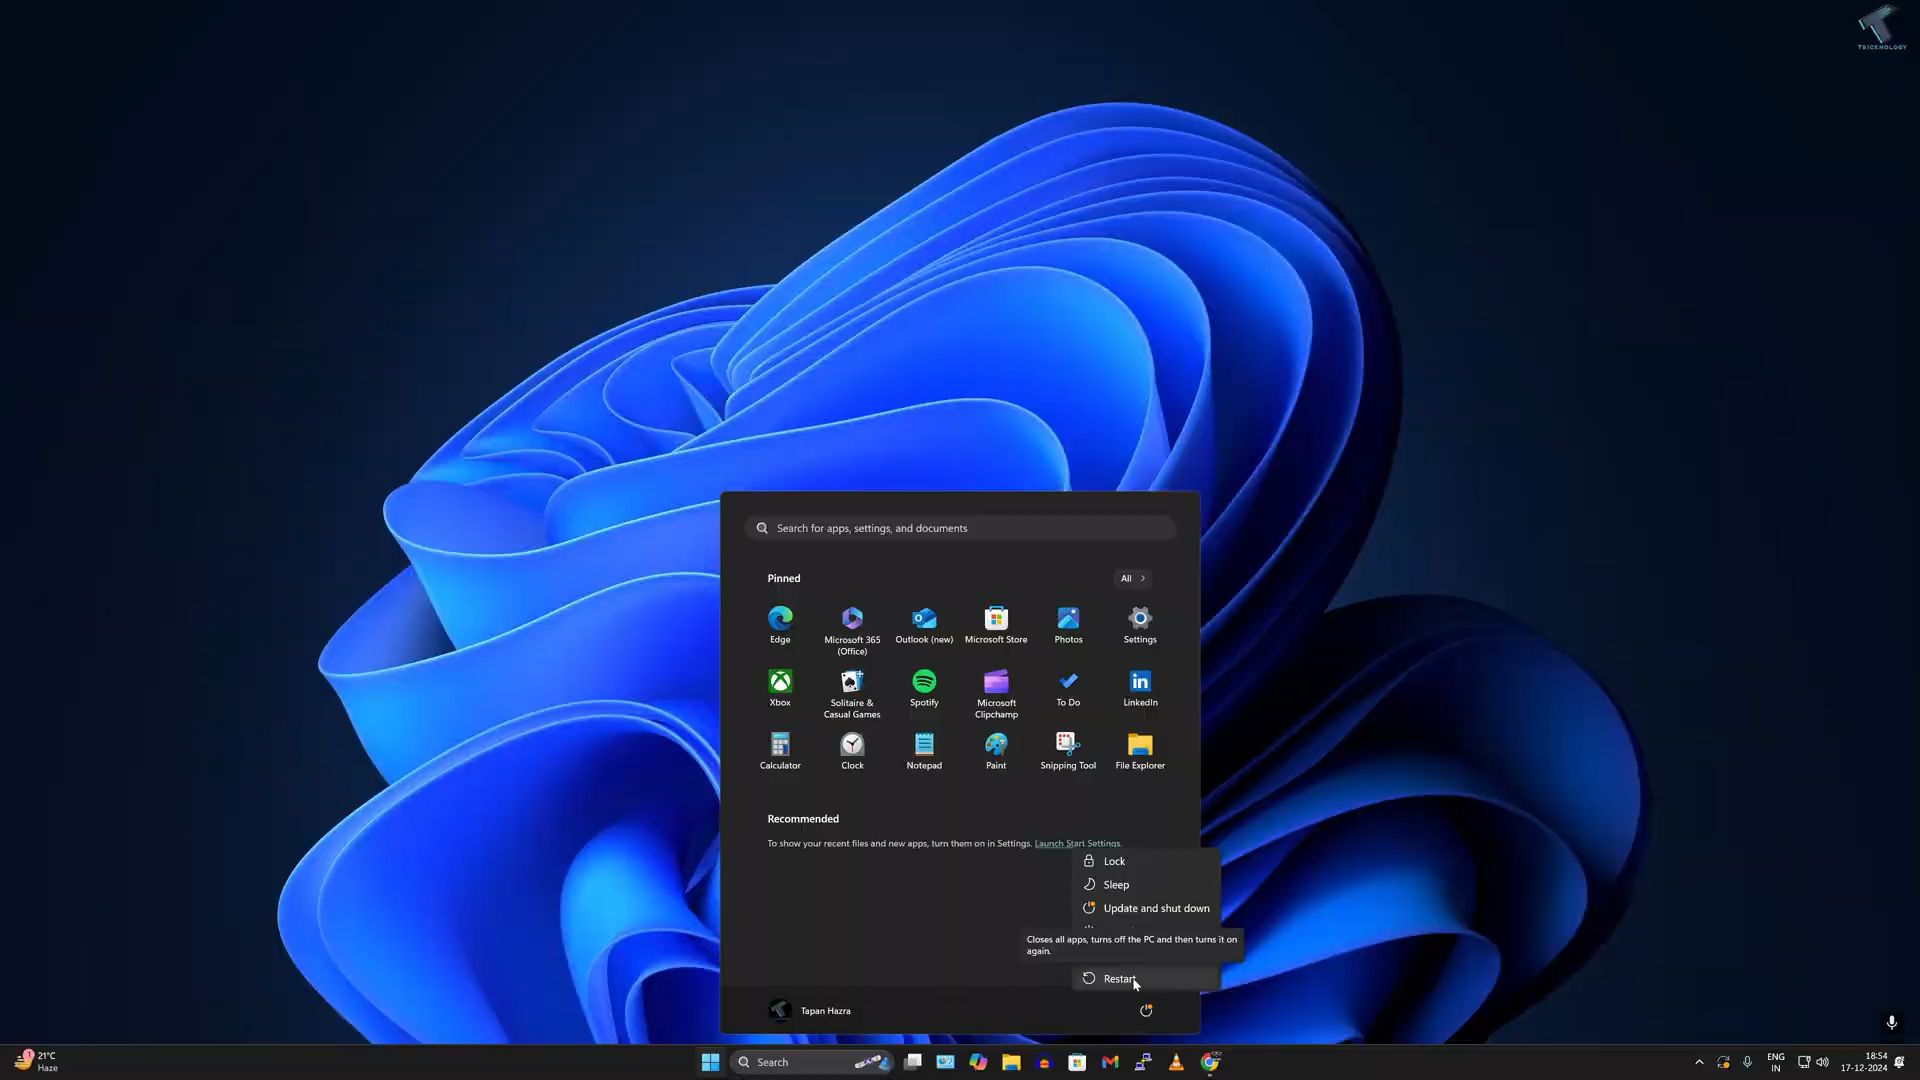 TRICKNOLOGY
Search for apps, settings, and documents
Pinned
All
Edge
Microsoft 365
(Office)
Outlook (new)
Microsoft Store
Photos
Settings
Xbox
Solitaire &
Casual Games
Spotify
Microsoft
Clipchamp
To Do
LinkedIn
Calculator
Clock
Notepad
Paint
Snipping Tool
File Explorer
Recommended
To show your recent files and new apps, turn them on in Settings. Launch Start Settings.
Lock
Sleep
Update and shut down
Closes all apps, turns off the PC and then turns it on
again.
Restart
Tapan Hazra
1
21°C
Haze
Search
ENG
IN
18:54
17-12-2024